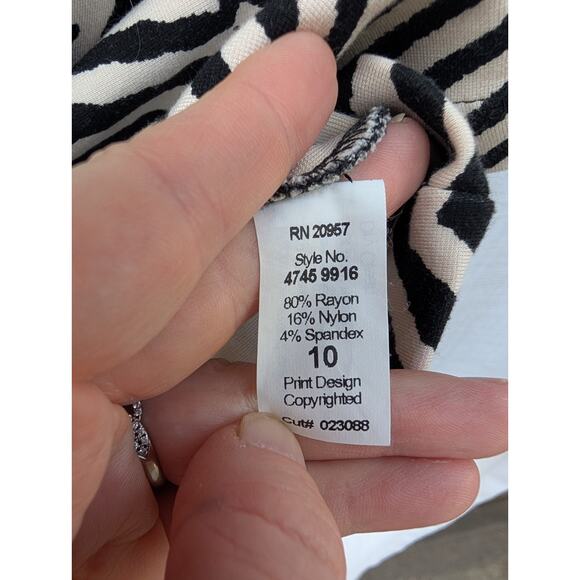 RN 20957
Style No.
4745 9916
80% Rayon
16% Nylon
4% Spandex
10
Print Design
Copyrighted
Cut# 023088